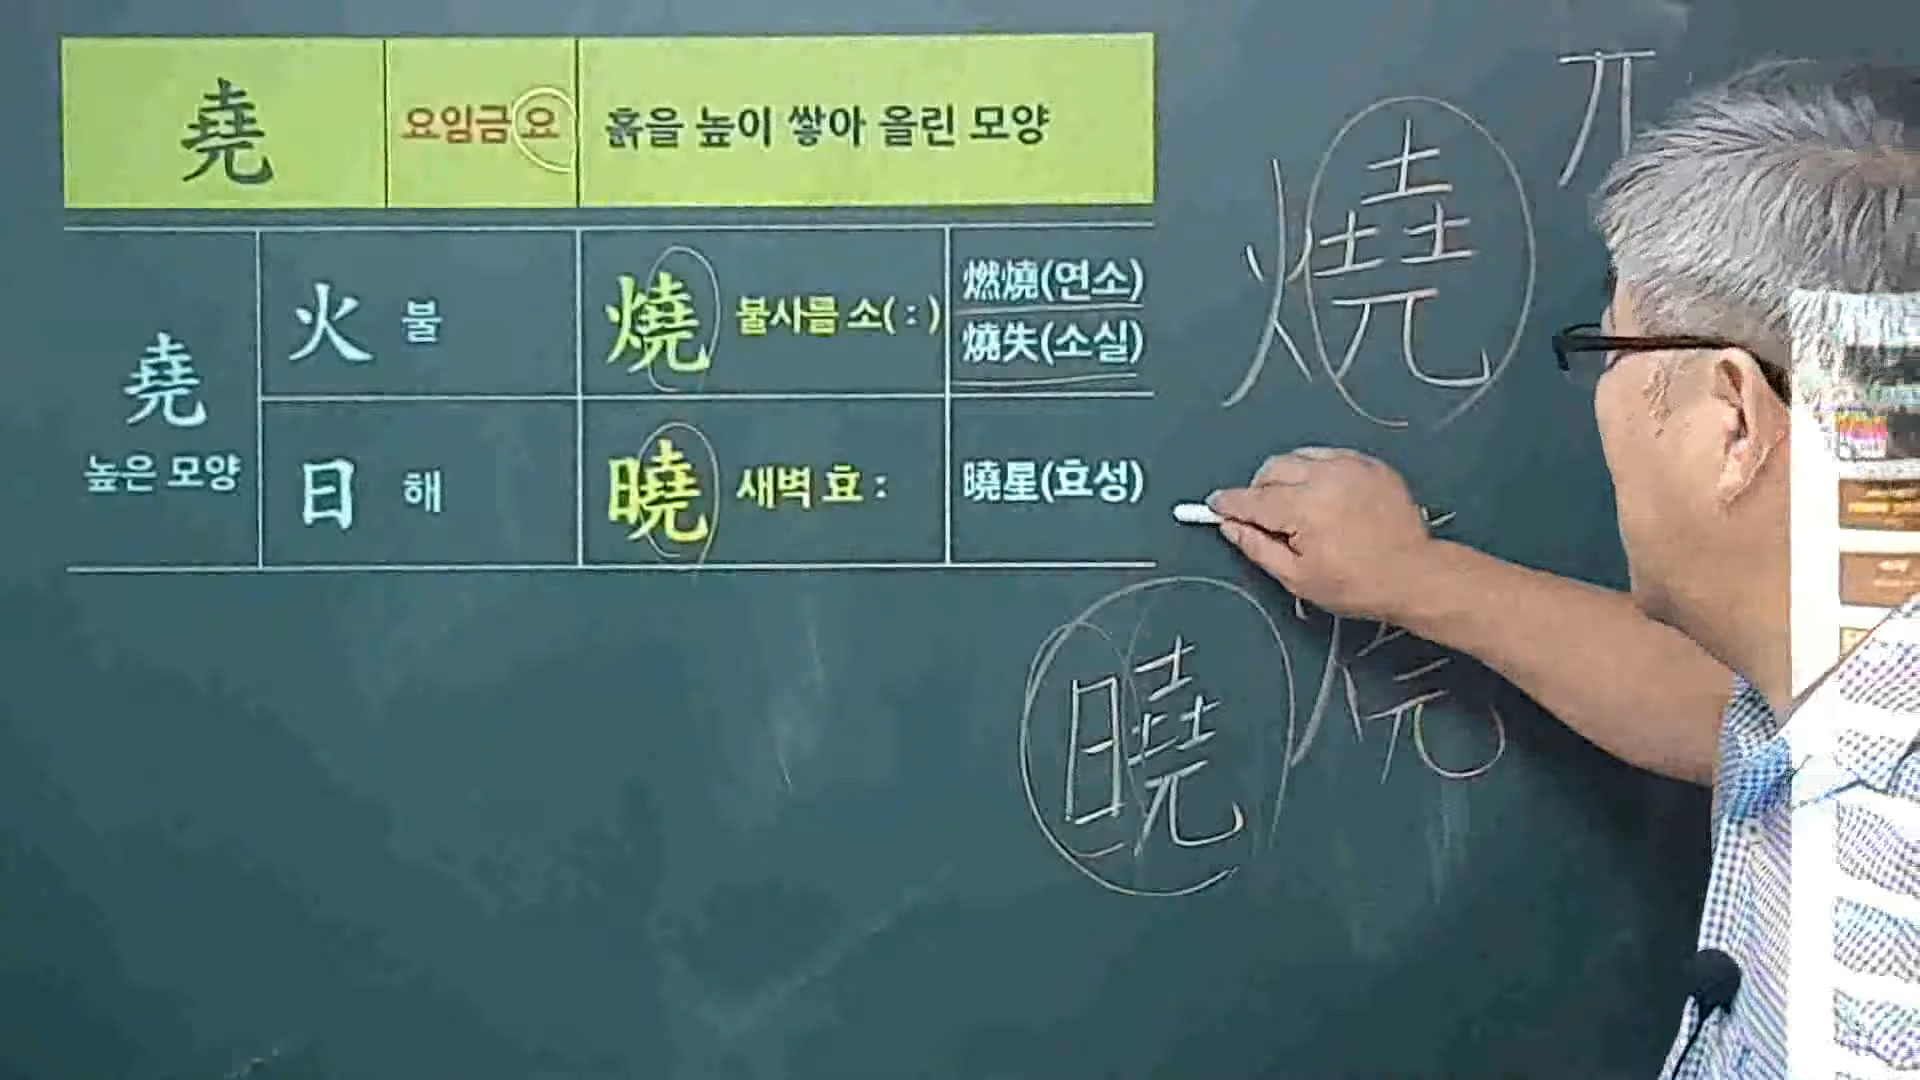 堯 요임금 요 흙을 높이 쌓아 올린 모양
堯
높은 모양
火 불 燒 불사를 소( : ) 燃燒(연소)
燒失(소실)
日 해 曉 새벽 효 : 曉星(효성)
燒
曉